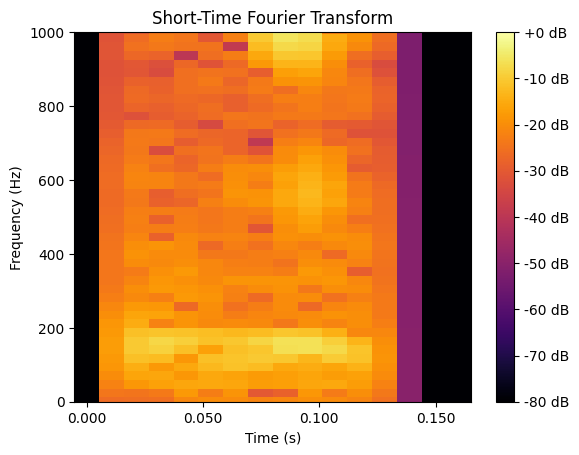 Short-Time Fourier Transform
1000
800
600
400
200
0
Frequency (Hz)
0.000
0.050
0.100
0.150
Time (s)
+0 dB
-10 dB
-20 dB
-30 dB
-40 dB
-50 dB
-60 dB
-70 dB
-80 dB